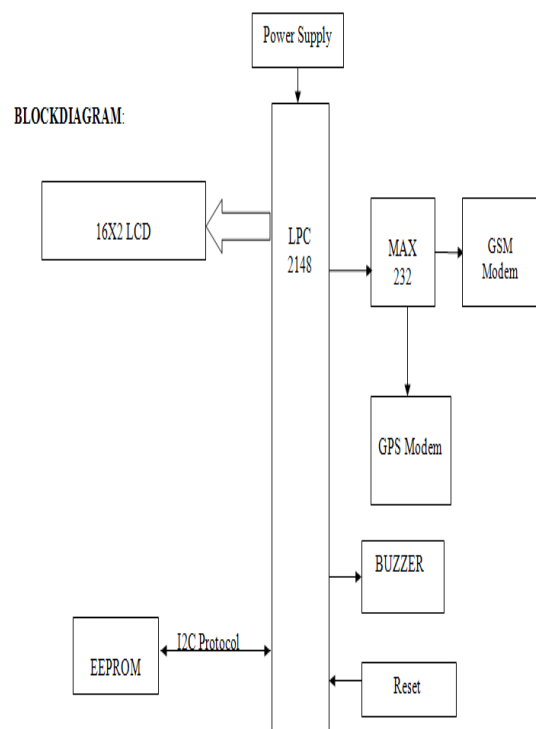 Power Supply
BLOCKDIAGRAM:
16X2 LCD
LPC
2148
MAX
232
GSM
Modem
GPS Modem
BUZZER
I2C Protocol
EEPROM
Reset